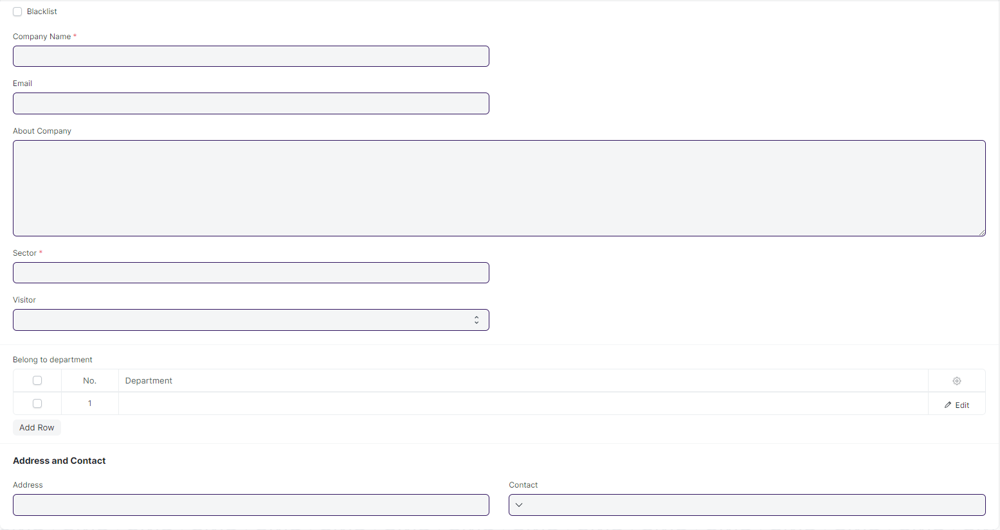 Blacklist
Company Name *
Email
About Company
Sector *
Visitor
Belong to department
No. Department
1 Edit
Add Row
Address and Contact
Address Contact